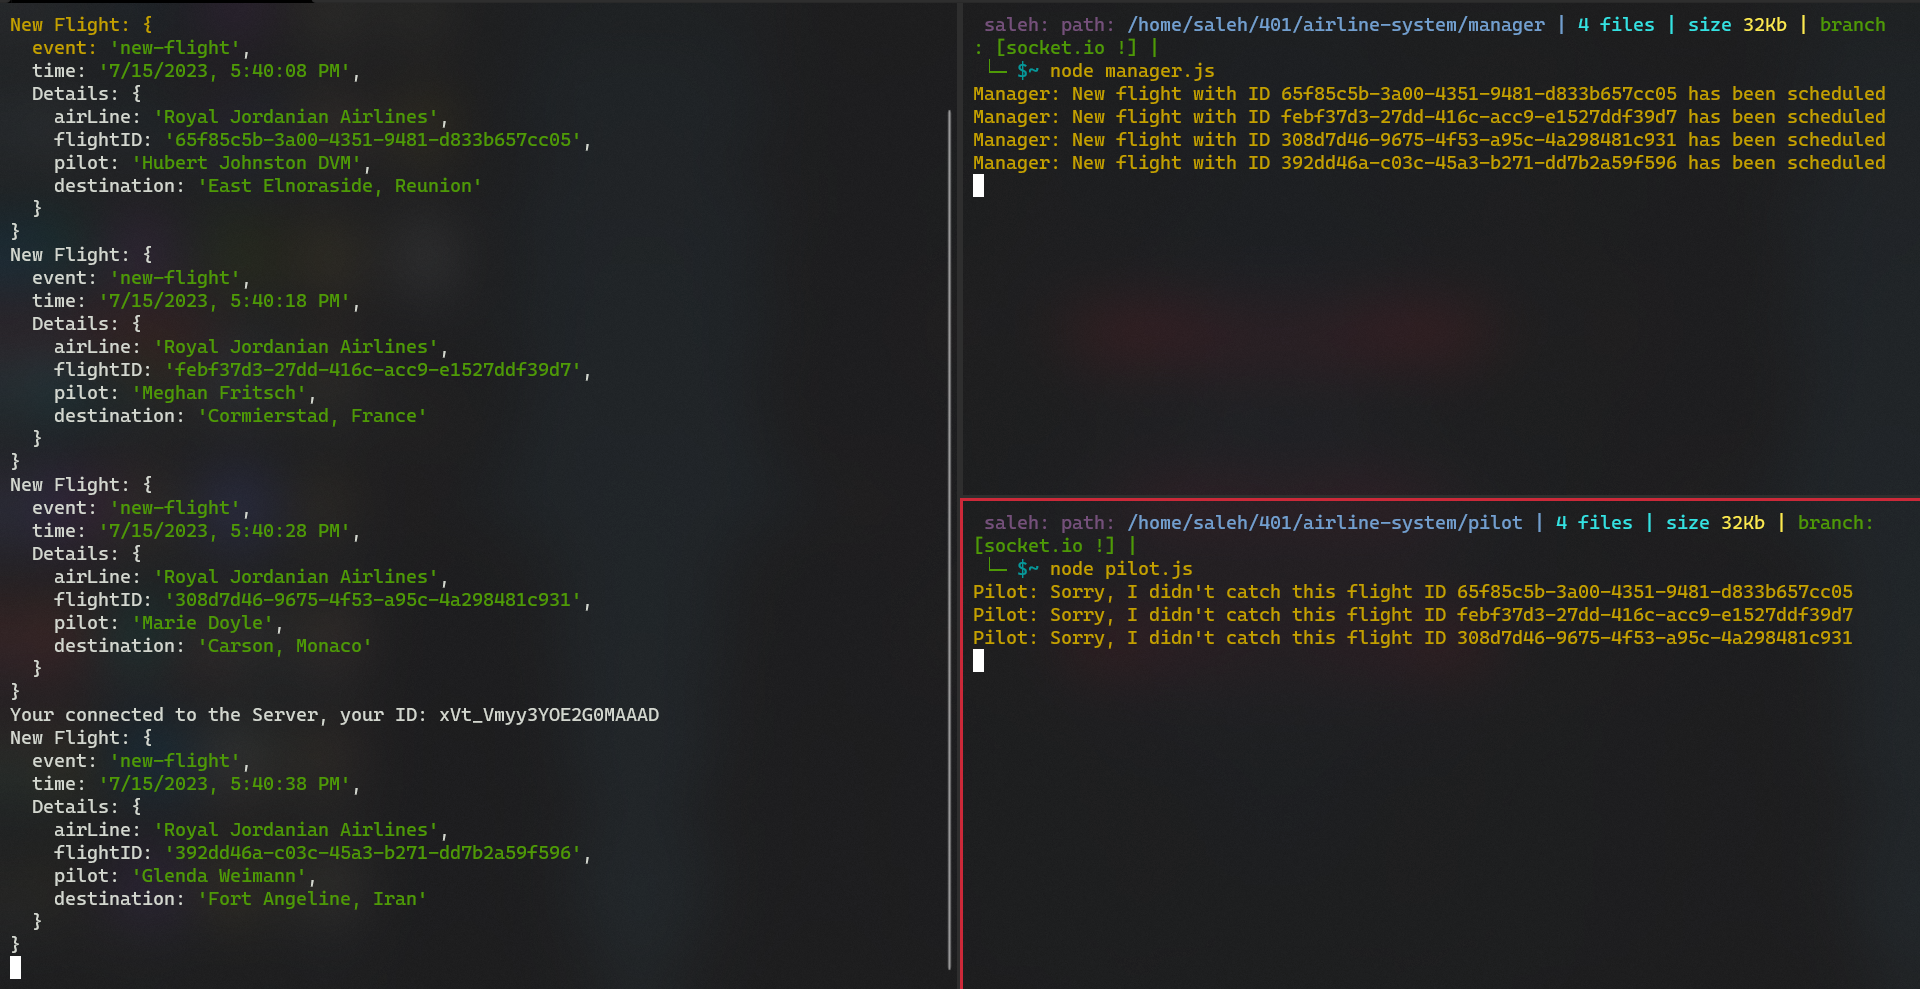 New Flight: {
event: 'new-flight',
time: '7/15/2023, 5:40:08 PM',
Details: {
airLine: 'Royal Jordanian Airlines',
flightID: '65f85c5b-3a00-4351-9481-d833b657cc05',
pilot: 'Hubert Johnston DVM',
destination: 'East Elnoraside, Reunion'
}
}
New Flight: {
event: 'new-flight',
time: '7/15/2023, 5:40:18 PM',
Details: {
airLine: 'Royal Jordanian Airlines',
flightID: 'febf37d3-27dd-416c-acc9-e1527ddf39d7',
pilot: 'Meghan Fritsch',
destination: 'Cormierstad, France'
}
}
New Flight: {
event: 'new-flight',
time: '7/15/2023, 5:40:28 PM',
Details: {
airLine: 'Royal Jordanian Airlines',
flightID: '308d7d46-9675-4f53-a95c-4a298481c931',
pilot: 'Marie Doyle',
destination: 'Carson, Monaco'
}
}
Your connected to the Server, your ID: xVt_Vmyy3YOE2G0MAAAD
New Flight: {
event: 'new-flight',
time: '7/15/2023, 5:40:38 PM',
Details: {
airLine: 'Royal Jordanian Airlines',
flightID: '392dd46a-c03c-45a3-b271-dd7b2a59f596',
pilot: 'Glenda Weimann',
destination: 'Fort Angeline, Iran'
}
}
saleh: path: /home/saleh/401/airline-system/manager | 4 files | size 32Kb | branch
: [socket.io !] |
└─ $~ node manager.js
Manager: New flight with ID 65f85c5b-3a00-4351-9481-d833b657cc05 has been scheduled
Manager: New flight with ID febf37d3-27dd-416c-acc9-e1527ddf39d7 has been scheduled
Manager: New flight with ID 308d7d46-9675-4f53-a95c-4a298481c931 has been scheduled
Manager: New flight with ID 392dd46a-c03c-45a3-b271-dd7b2a59f596 has been scheduled
saleh: path: /home/saleh/401/airline-system/pilot | 4 files | size 32Kb | branch:
[socket.io !] |
└─ $~ node pilot.js
Pilot: Sorry, I didn't catch this flight ID 65f85c5b-3a00-4351-9481-d833b657cc05
Pilot: Sorry, I didn't catch this flight ID febf37d3-27dd-416c-acc9-e1527ddf39d7
Pilot: Sorry, I didn't catch this flight ID 308d7d46-9675-4f53-a95c-4a298481c931